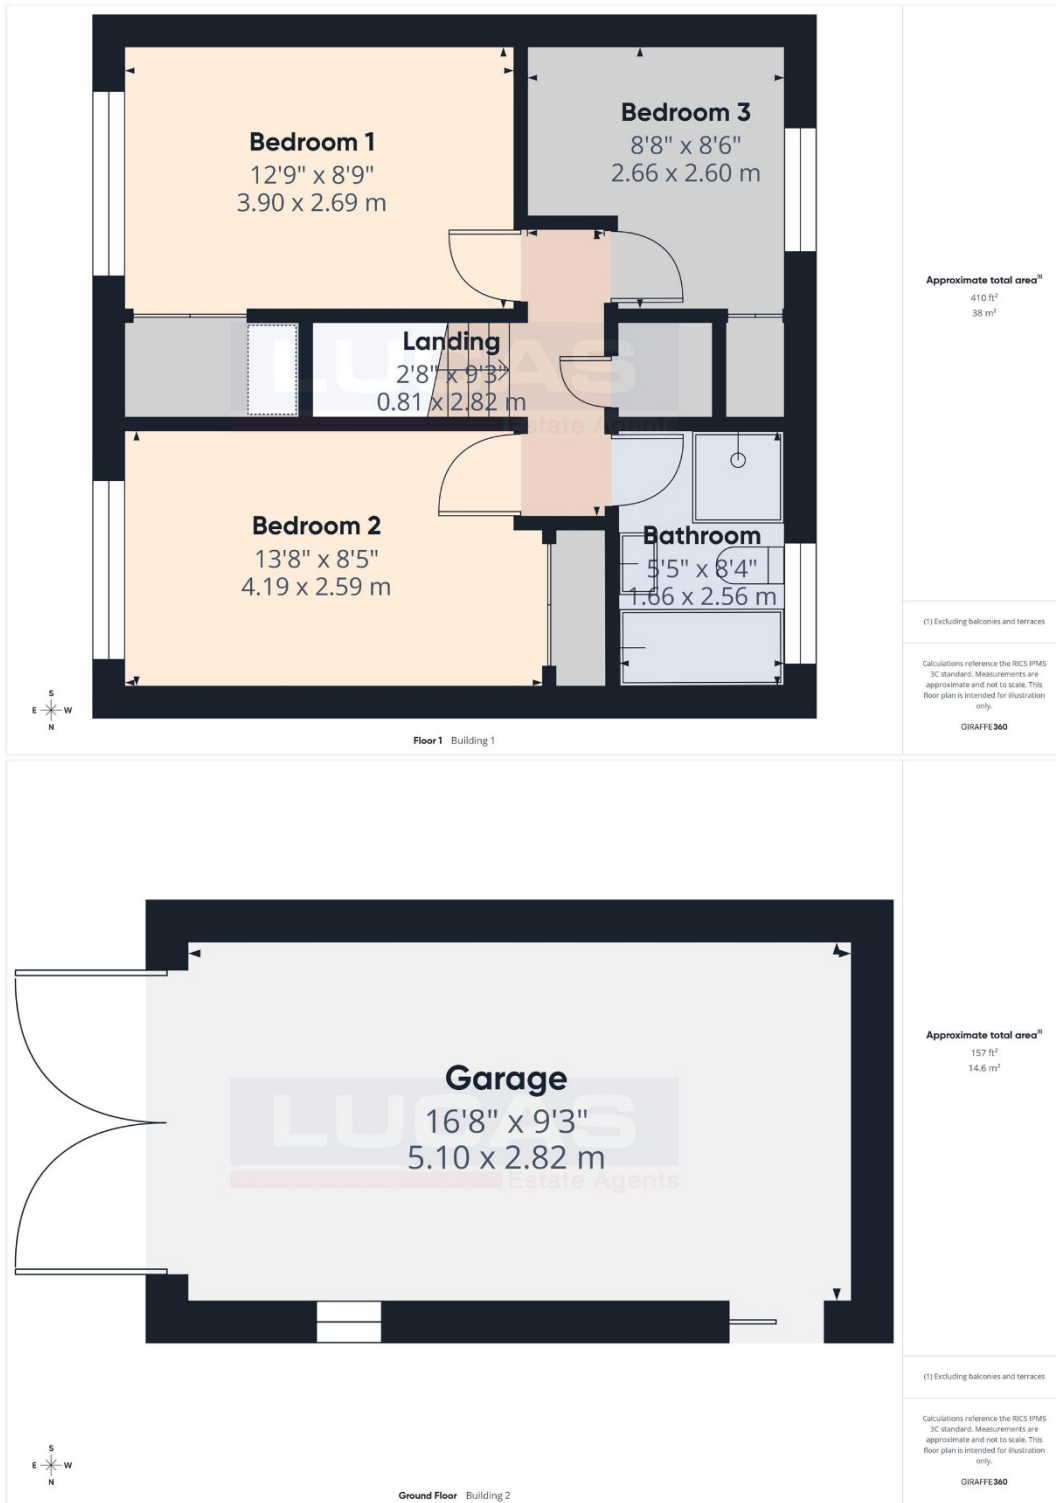 Bedroom 1
12'9" x 8'9"
3.90 x 2.69 m
Bedroom 3
8'8" x 8'6"
2.66 x 2.60 m
Landing
2'8" x 9'3"
0.81 x 2.82 m
LUCAS
Estate Agents
Bedroom 2
13'8" x 8'5"
4.19 x 2.59 m
Bathroom
5'5" x 8'4"
1.66 x 2.56 m
S
E W
N
Floor 1 Building 1
Approximate total area(1)
410 ft²
38 m²
(1) Excluding balconies and terraces
Calculations reference the RICS IPMS
3C standard. Measurements are
approximate and not to scale. This
floor plan is intended for illustration
only.
GIRAFFE360
Garage
16'8" x 9'3"
5.10 x 2.82 m
LUCAS
Estate Agents
S
E W
N
Ground Floor Building 2
Approximate total area(1)
157 ft²
14.6 m²
(1) Excluding balconies and terraces
Calculations reference the RICS IPMS
3C standard. Measurements are
approximate and not to scale. This
floor plan is intended for illustration
only.
GIRAFFE360